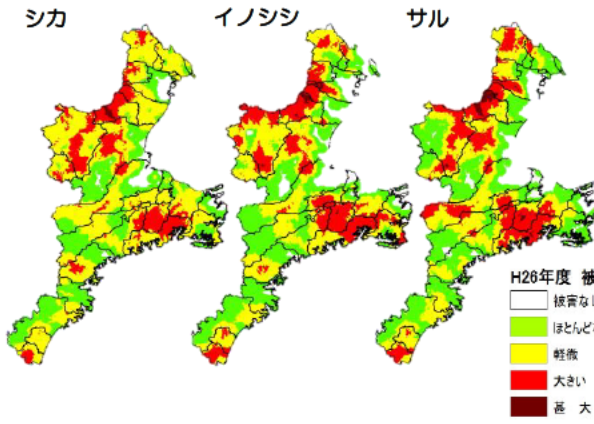 シカ イノシシ サル
H26年度 被
被害な
ほとんど
軽微
大きい
甚 大